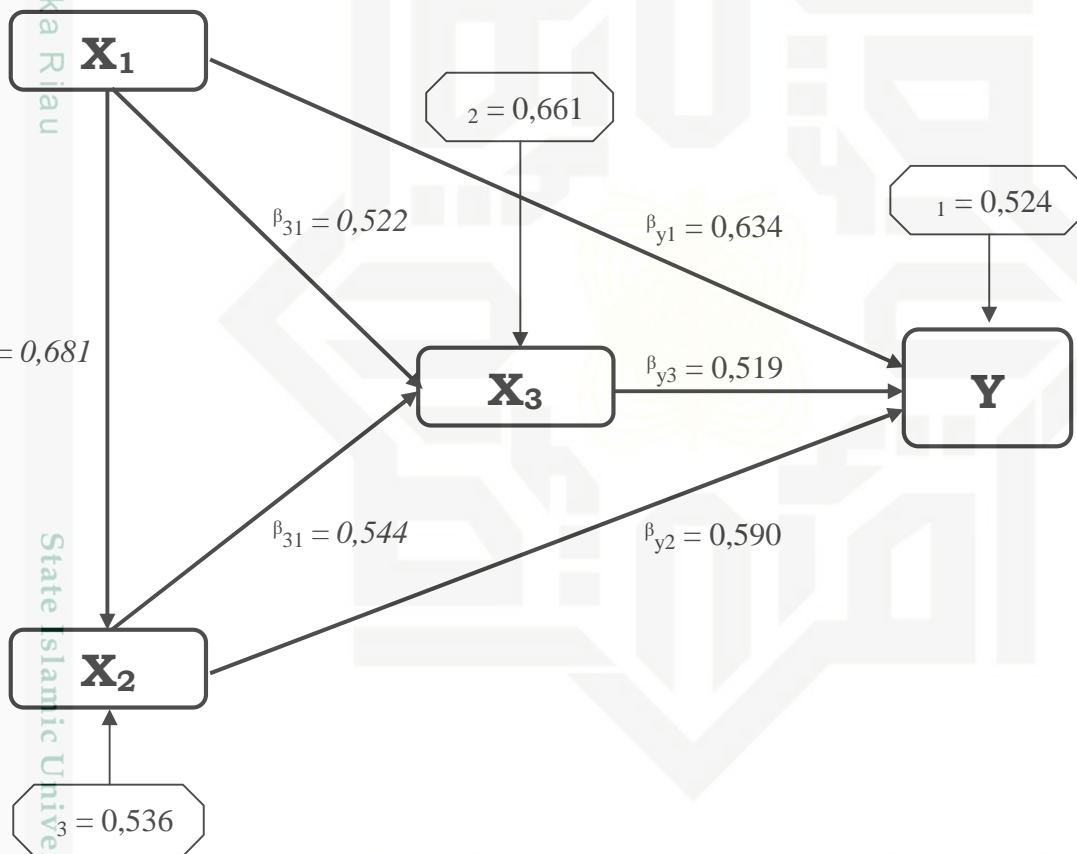 X₁
ka Riau
₂ = 0,661
₁ = 0,524
β₃₁ = 0,522
βy₁ = 0,634
= 0,681
βy₃ = 0,519
X₃
Y
β₃₁ = 0,544
βy₂ = 0,590
X₂
State Islamic Unive
₃ = 0,536